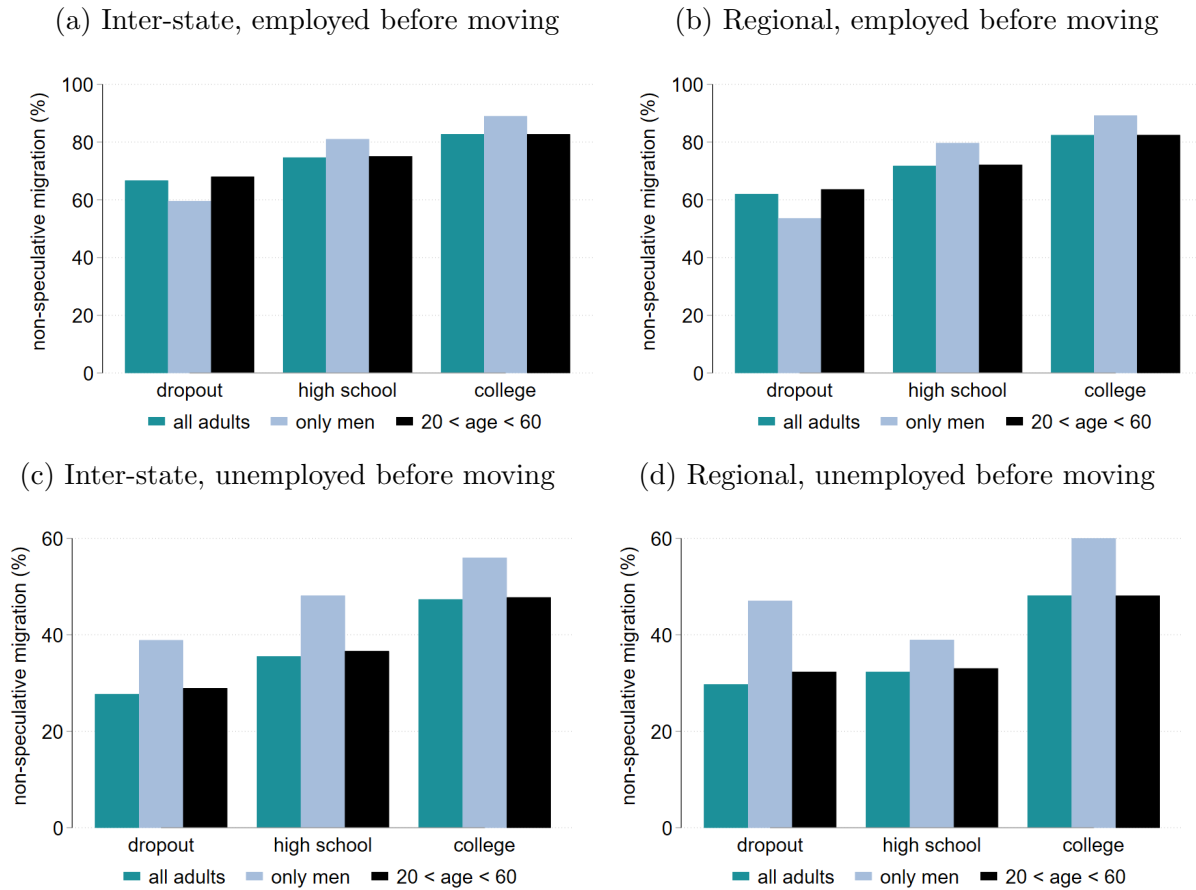 (a) Inter-state, employed before moving
non-speculative migration (%)
100
80
60
40
20
0
dropout high school college
all adults only men 20 < age < 60
(b) Regional, employed before moving
non-speculative migration (%)
100
80
60
40
20
0
dropout high school college
all adults only men 20 < age < 60
(c) Inter-state, unemployed before moving
non-speculative migration (%)
60
40
20
0
dropout high school college
all adults only men 20 < age < 60
(d) Regional, unemployed before moving
non-speculative migration (%)
60
40
20
0
dropout high school college
all adults only men 20 < age < 60